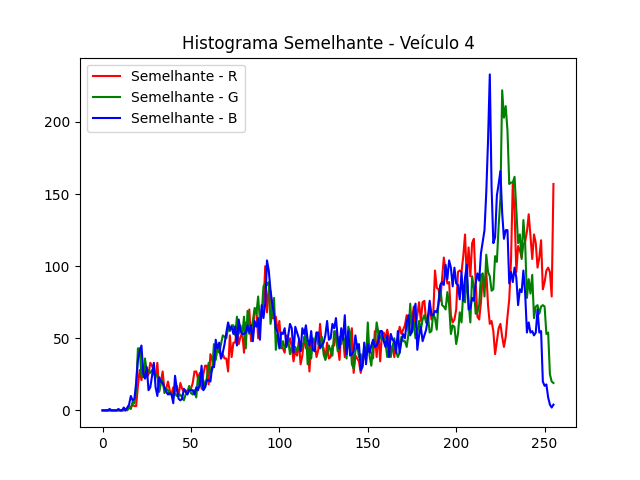 Histograma Semelhante - Veículo 4
Semelhante - R
Semelhante - G
Semelhante - B
200
150
100
50
0
0 50 100 150 200 250